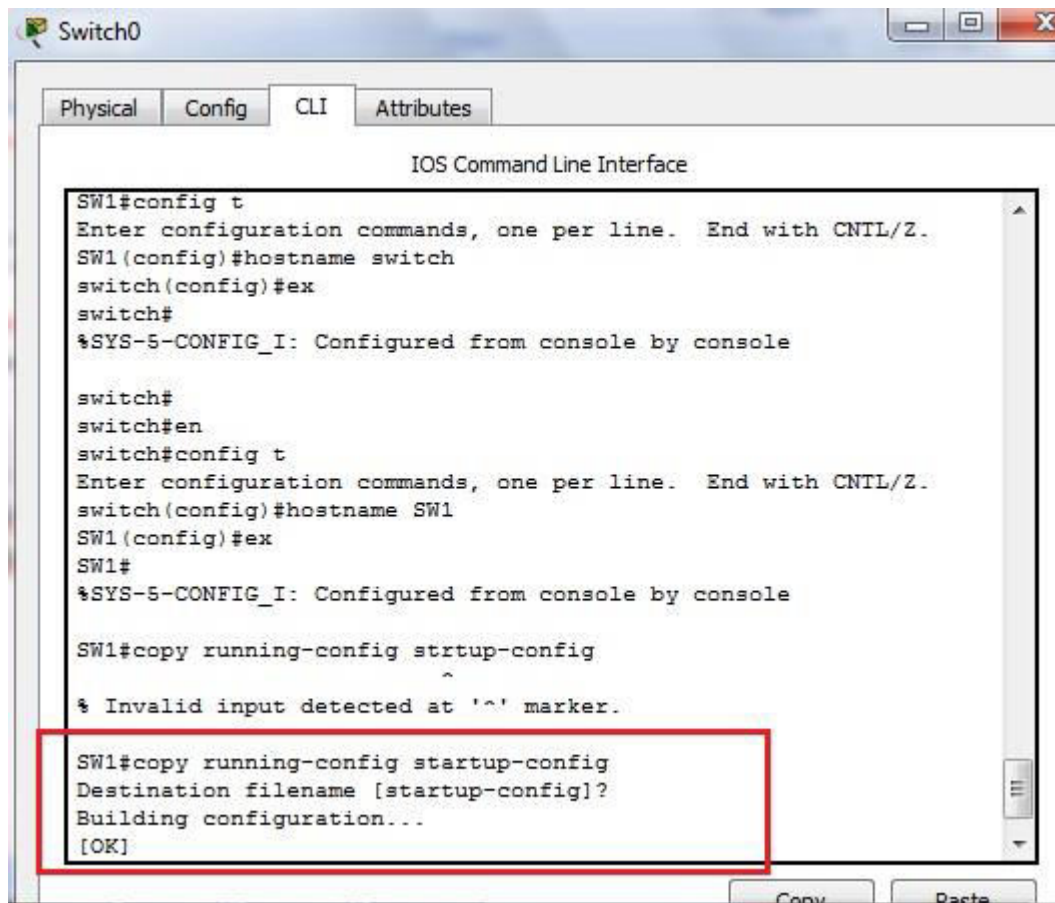 Switch0
Physical Config CLI Attributes
IOS Command Line Interface
SW1#config t
Enter configuration commands, one per line.  End with CNTL/Z.
SW1(config)#hostname switch
switch(config)#ex
switch#
%SYS-5-CONFIG_I: Configured from console by console
switch#
switch#en
switch#config t
Enter configuration commands, one per line.  End with CNTL/Z.
switch(config)#hostname SW1
SW1(config)#ex
SW1#
%SYS-5-CONFIG_I: Configured from console by console
SW1#copy running-config strtup-config
^
% Invalid input detected at '^' marker.
SW1#copy running-config startup-config
Destination filename [startup-config]?
Building configuration...
[OK]
Copy Paste